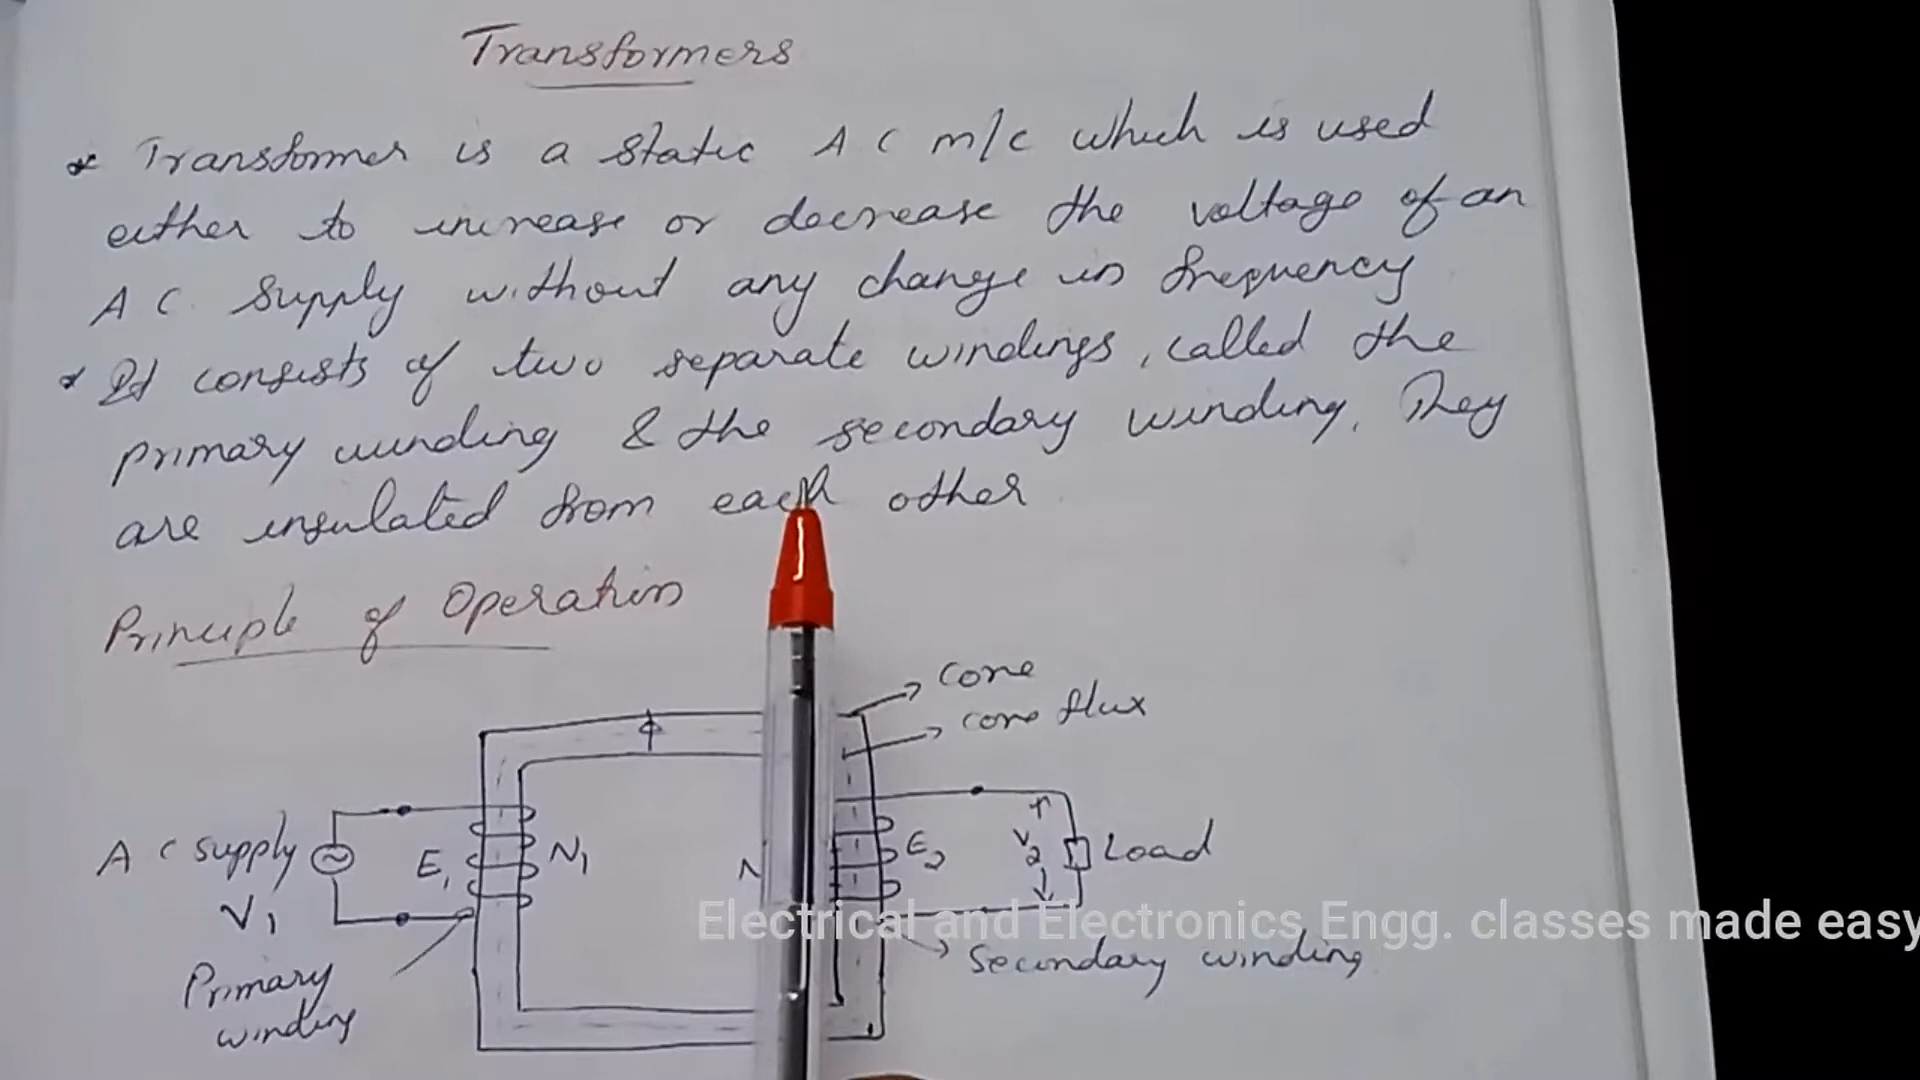 Transformers
* Transformer is a static AC m/c which is used
either to increase or decrease the voltage of an
AC. Supply without any change in frequency
* It consists of two separate windings, called the
primary winding & the secondary winding. They
are insulated from each other
Principle of Operation
Core
core flux
ϕ
AC supply
V1
E1
N1
N
E2
V2
Load
Primary
winding
Secondary winding
Electrical and Electronics Engg. classes made easy